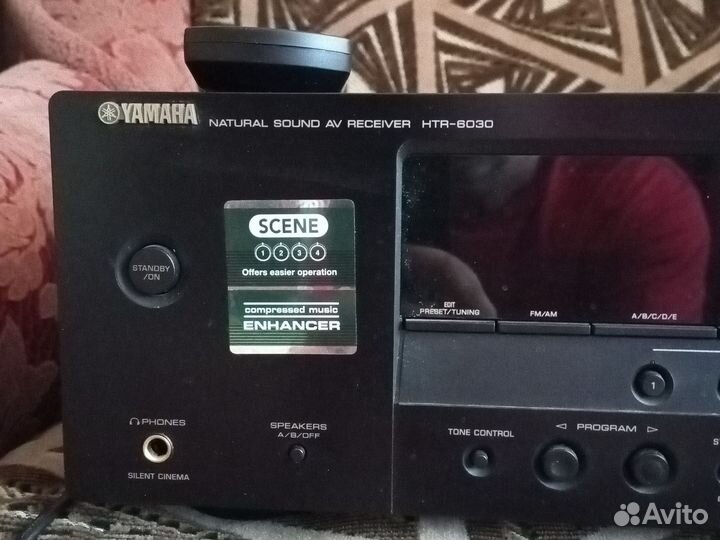 YAMAHA NATURAL SOUND AV RECEIVER HTR-6030
SCENE
1 2 3 4
Offers easier operation
compressed music
ENHANCER
STANDBY
/ON
EDIT
PRESET/TUNING
FM/AM
A/B/C/D/E
1
PHONES
SILENT CINEMA
SPEAKERS
A/B/OFF
TONE CONTROL
PROGRAM
Avito